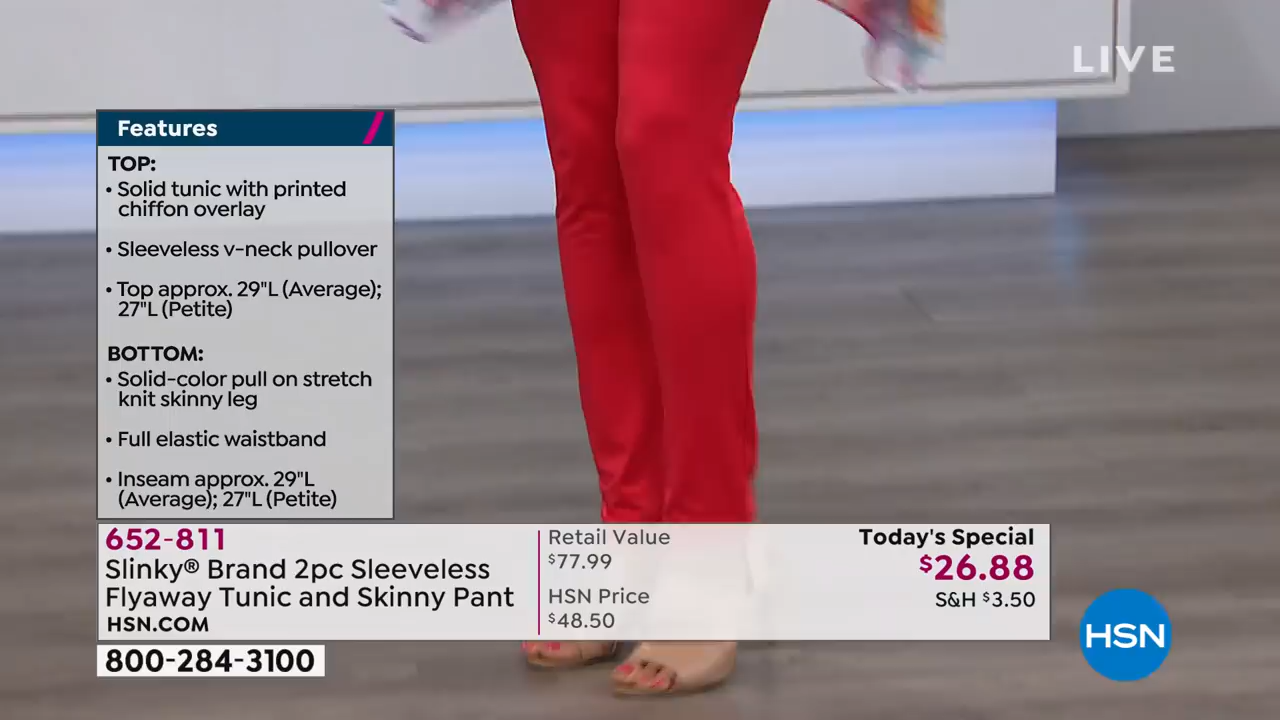 LIVE
Features
TOP:
• Solid tunic with printed
chiffon overlay
• Sleeveless v-neck pullover
• Top approx. 29"L (Average);
27"L (Petite)
BOTTOM:
• Solid-color pull on stretch
knit skinny leg
• Full elastic waistband
• Inseam approx. 29"L
(Average); 27"L (Petite)
652-811
Slinky® Brand 2pc Sleeveless
Flyaway Tunic and Skinny Pant
HSN.COM
Retail Value
$77.99
HSN Price
$48.50
Today's Special
$26.88
S&H $3.50
800-284-3100
HSN